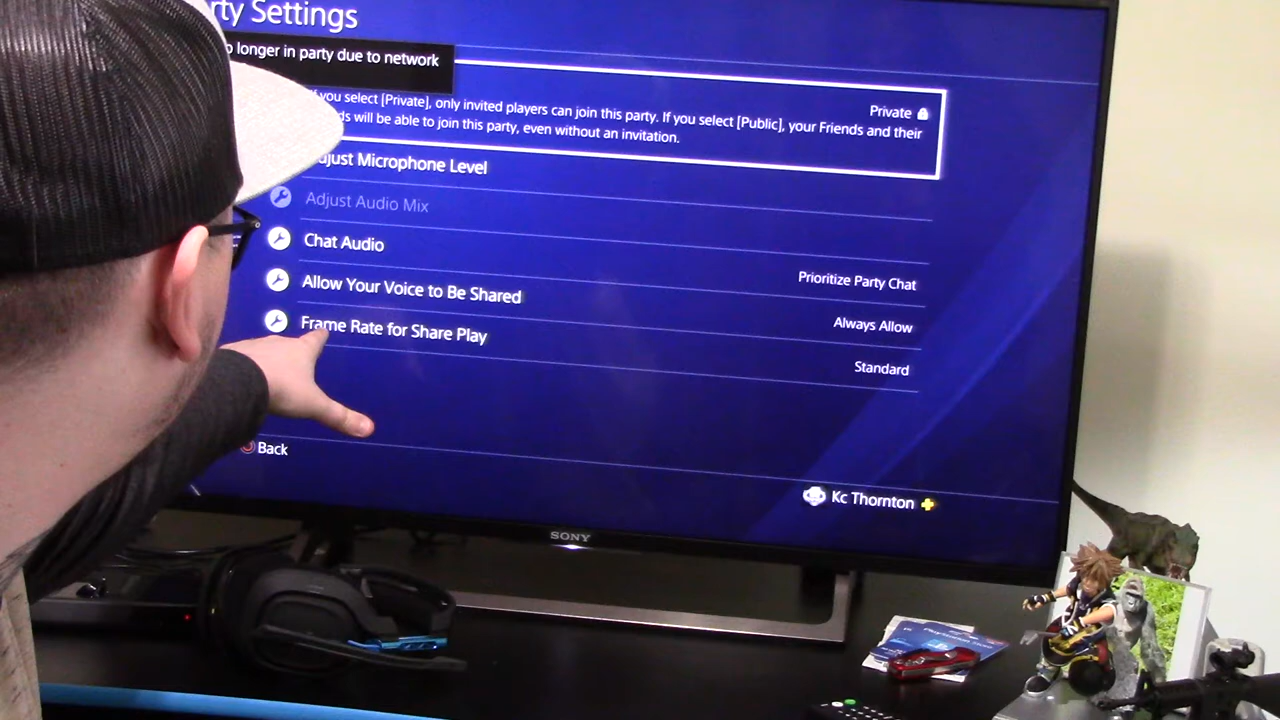 rty Settings
longer in party due to network
you select [Private], only invited players can join this party. If you select [Public], your Friends and their
ds will be able to join this party, even without an invitation.
Private
just Microphone Level
Adjust Audio Mix
Chat Audio
Prioritize Party Chat
Allow Your Voice to Be Shared
Always Allow
Frame Rate for Share Play
Standard
Back
Kc Thornton
SONY